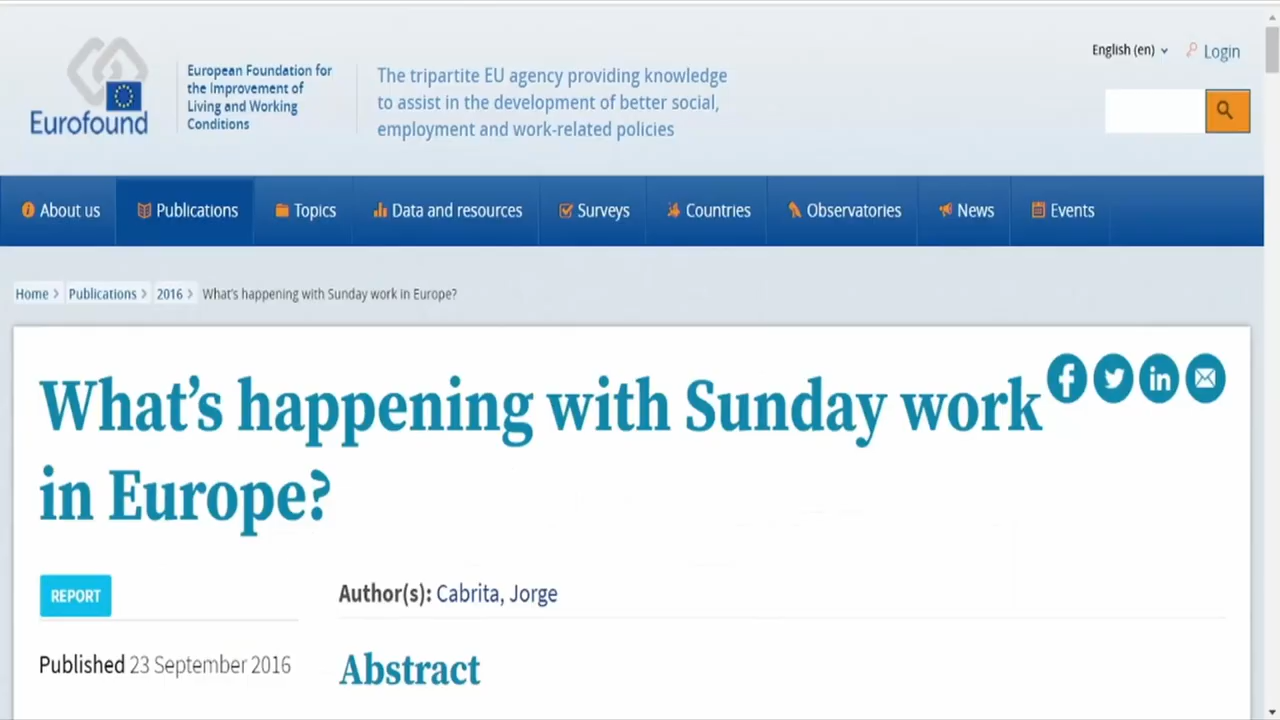 English (en)
Login
Eurofound
European Foundation for
the Improvement of
Living and Working
Conditions
The tripartite EU agency providing knowledge
to assist in the development of better social,
employment and work-related policies
About us
Publications
Topics
Data and resources
Surveys
Countries
Observatories
News
Events
Home > Publications > 2016 > What's happening with Sunday work in Europe?
What's happening with Sunday work
in Europe?
REPORT
Author(s): Cabrita, Jorge
Published 23 September 2016
Abstract